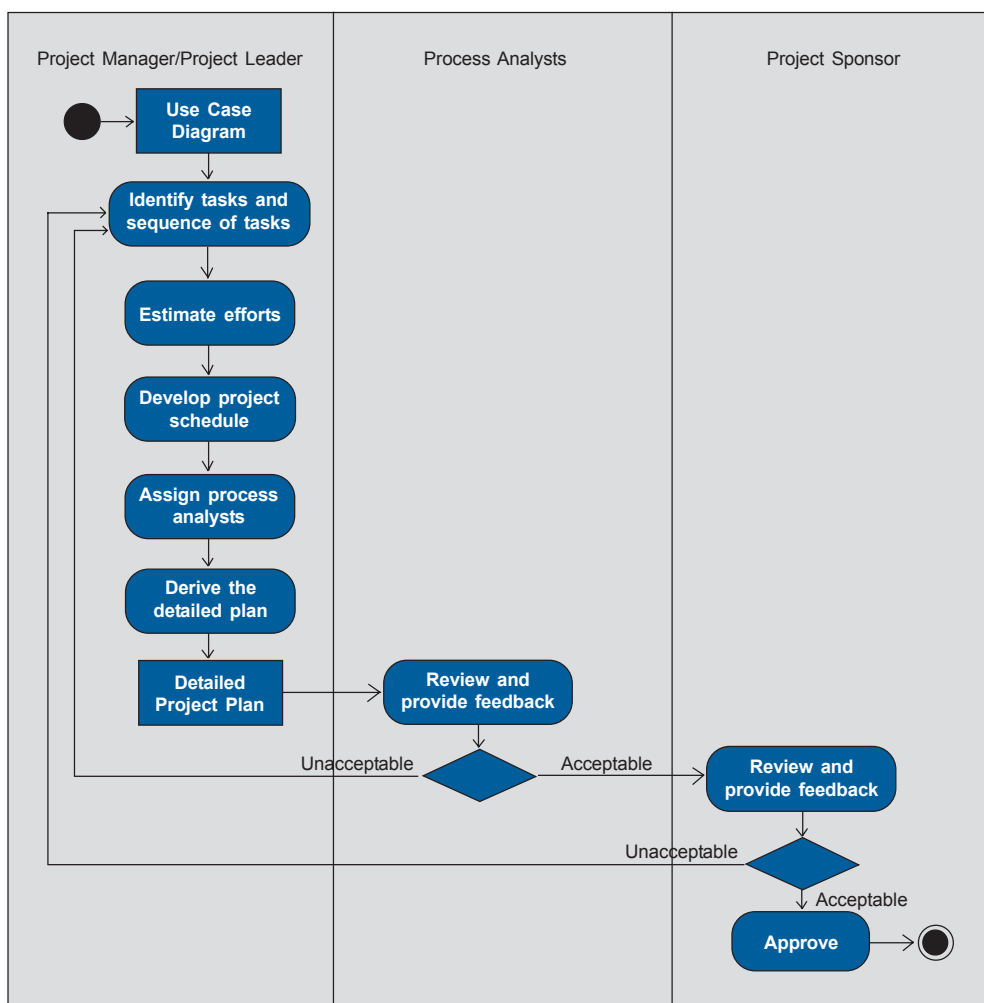 Project Manager/Project Leader
Process Analysts
Project Sponsor
Use Case
Diagram
Identify tasks and
sequence of tasks
Estimate efforts
Develop project
schedule
Assign process
analysts
Derive the
detailed plan
Detailed
Project Plan
Review and
provide feedback
Unacceptable
Acceptable
Review and
provide feedback
Unacceptable
Acceptable
Approve